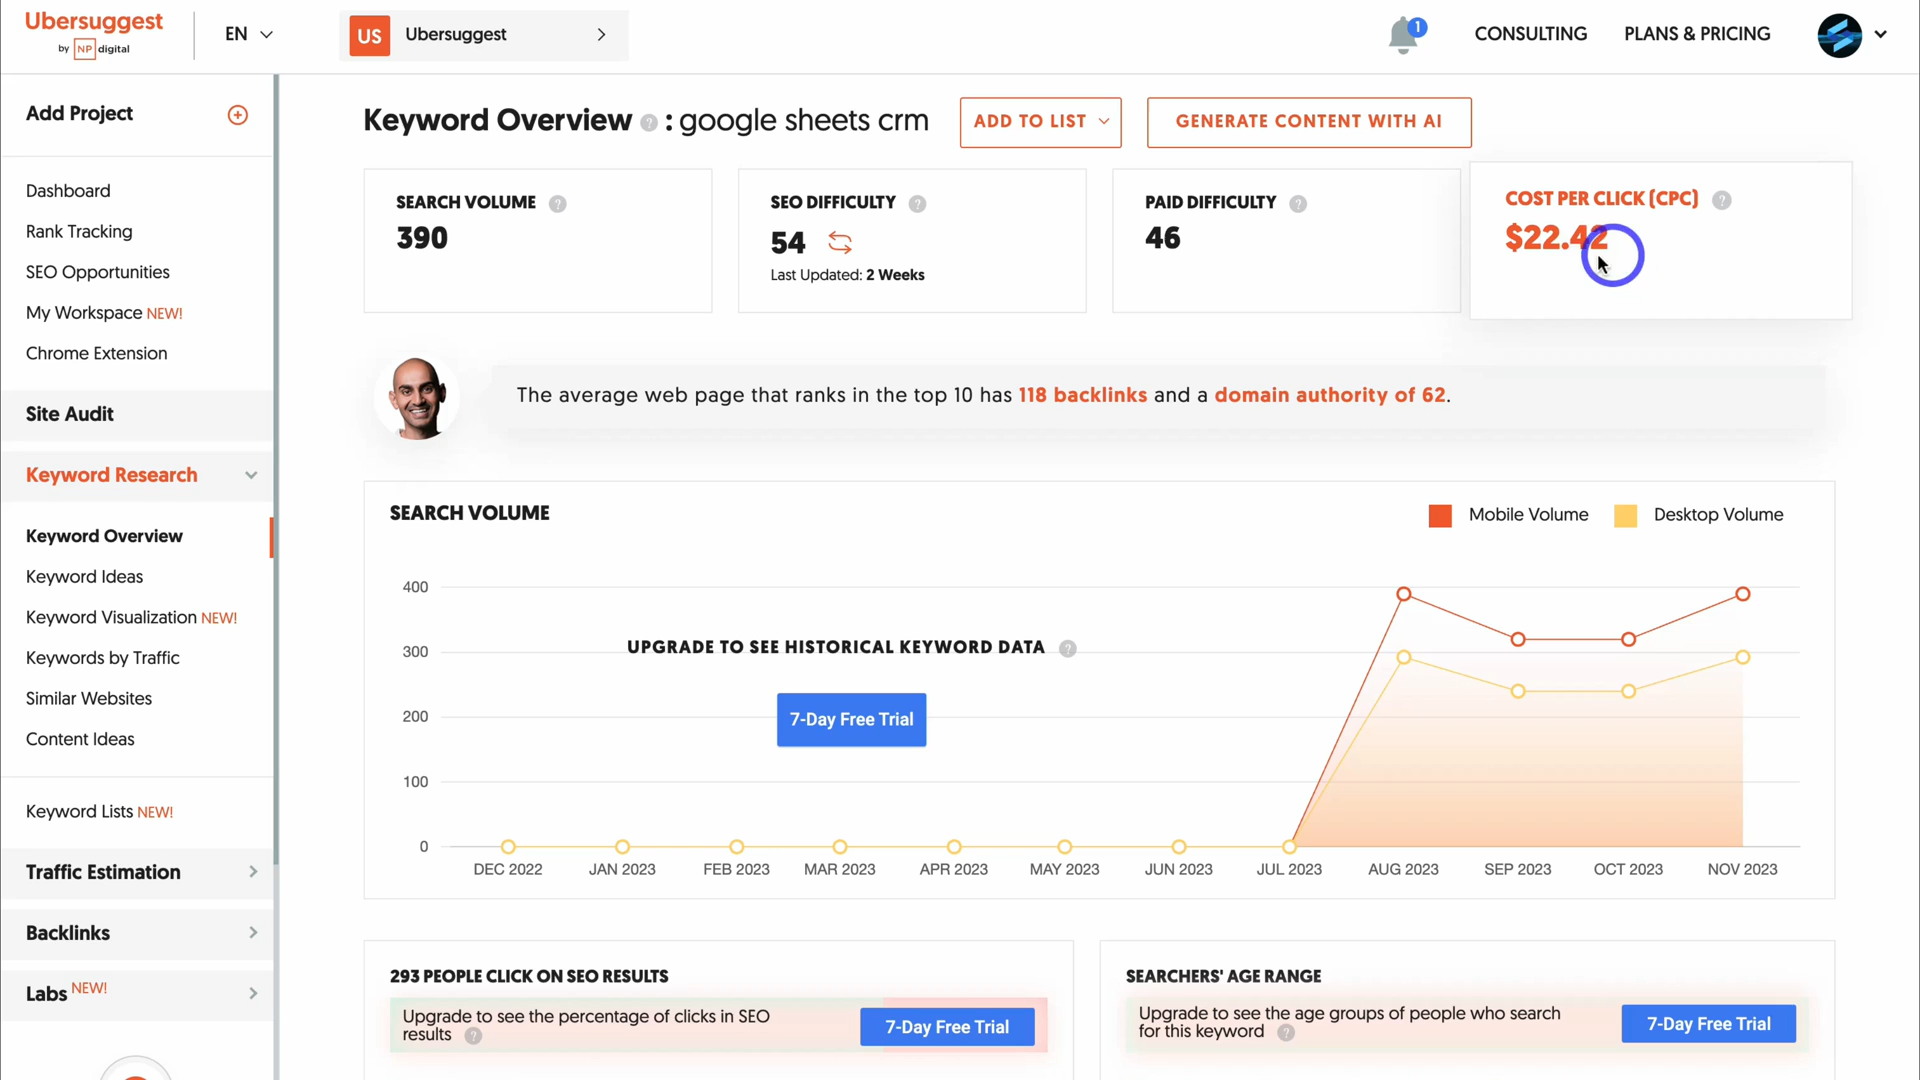 Ubersuggest
by NP digital
EN
US Ubersuggest
1
CONSULTING
PLANS & PRICING
Add Project
Dashboard
Rank Tracking
SEO Opportunities
My Workspace NEW!
Chrome Extension
Site Audit
Keyword Research
Keyword Overview
Keyword Ideas
Keyword Visualization NEW!
Keywords by Traffic
Similar Websites
Content Ideas
Keyword Lists NEW!
Traffic Estimation
Backlinks
Labs NEW!
Keyword Overview ? : google sheets crm
ADD TO LIST
GENERATE CONTENT WITH AI
SEARCH VOLUME ?
390
SEO DIFFICULTY ?
54
Last Updated: 2 Weeks
PAID DIFFICULTY ?
46
COST PER CLICK (CPC) ?
$22.42
The average web page that ranks in the top 10 has 118 backlinks and a domain authority of 62.
SEARCH VOLUME
Mobile Volume
Desktop Volume
400
300
200
100
0
UPGRADE TO SEE HISTORICAL KEYWORD DATA ?
7-Day Free Trial
DEC 2022
JAN 2023
FEB 2023
MAR 2023
APR 2023
MAY 2023
JUN 2023
JUL 2023
AUG 2023
SEP 2023
OCT 2023
NOV 2023
293 PEOPLE CLICK ON SEO RESULTS
Upgrade to see the percentage of clicks in SEO
results ?
7-Day Free Trial
SEARCHERS' AGE RANGE
Upgrade to see the age groups of people who search
for this keyword ?
7-Day Free Trial